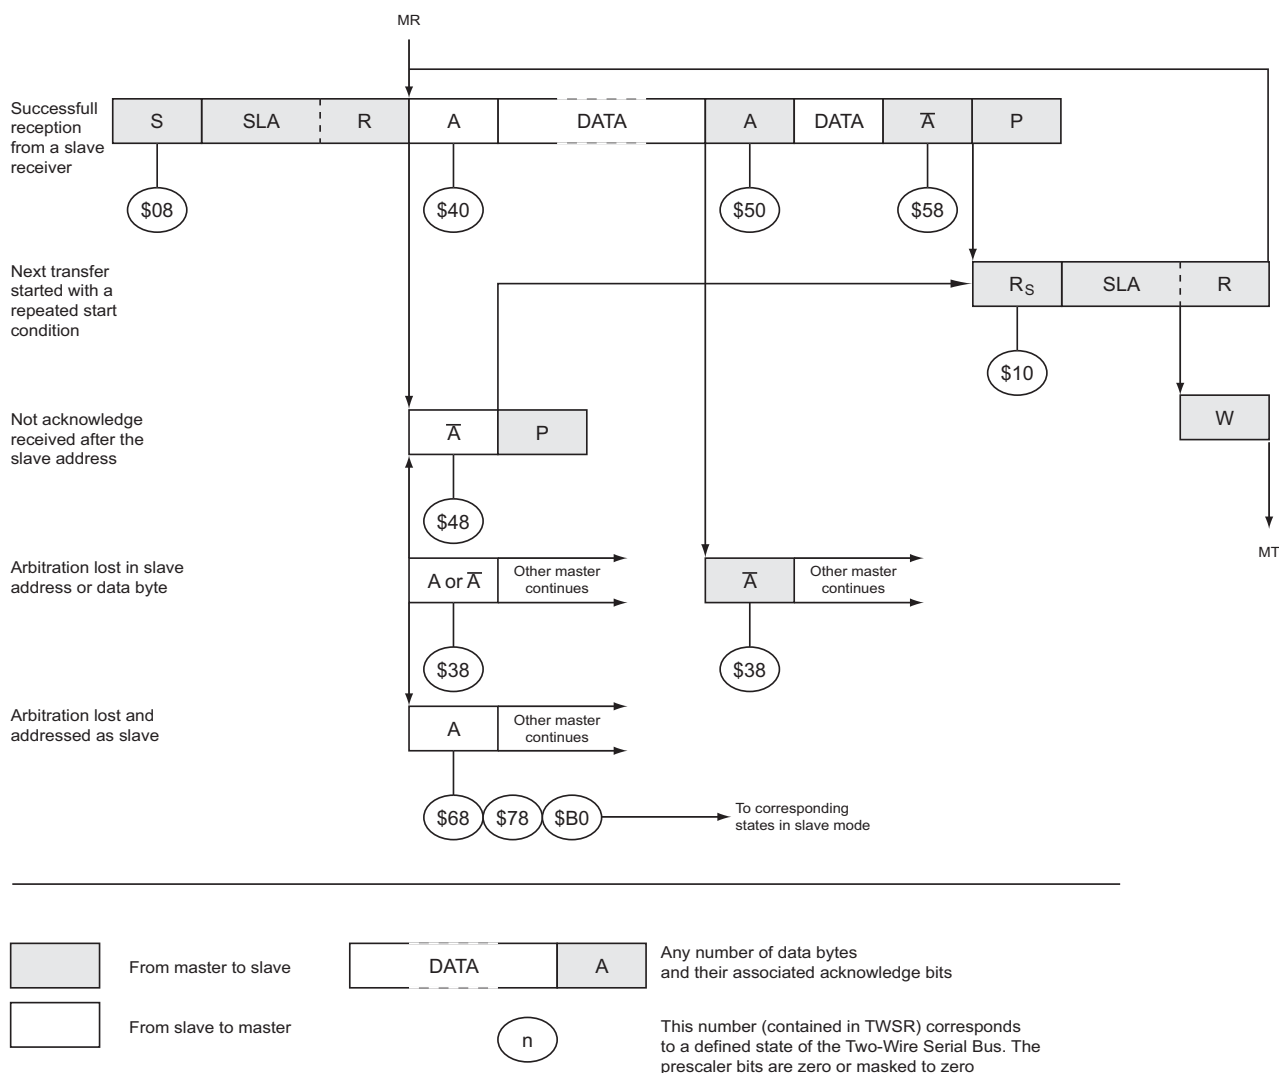 MR
Successfull
reception
from a slave
receiver
S SLA R A DATA A DATA A̅ P
$08 $40 $50 $58
Next transfer
started with a
repeated start
condition
RS SLA R
$10
Not acknowledge
received after the
slave address
A̅ P
W
$48
MT
Arbitration lost in slave
address or data byte
A or A̅
Other master
continues
A̅
Other master
continues
$38 $38
Arbitration lost and
addressed as slave
A
Other master
continues
$68 $78 $B0
To corresponding
states in slave mode
From master to slave
DATA A
Any number of data bytes
and their associated acknowledge bits
From slave to master
n
This number (contained in TWSR) corresponds
to a defined state of the Two-Wire Serial Bus. The
prescaler bits are zero or masked to zero